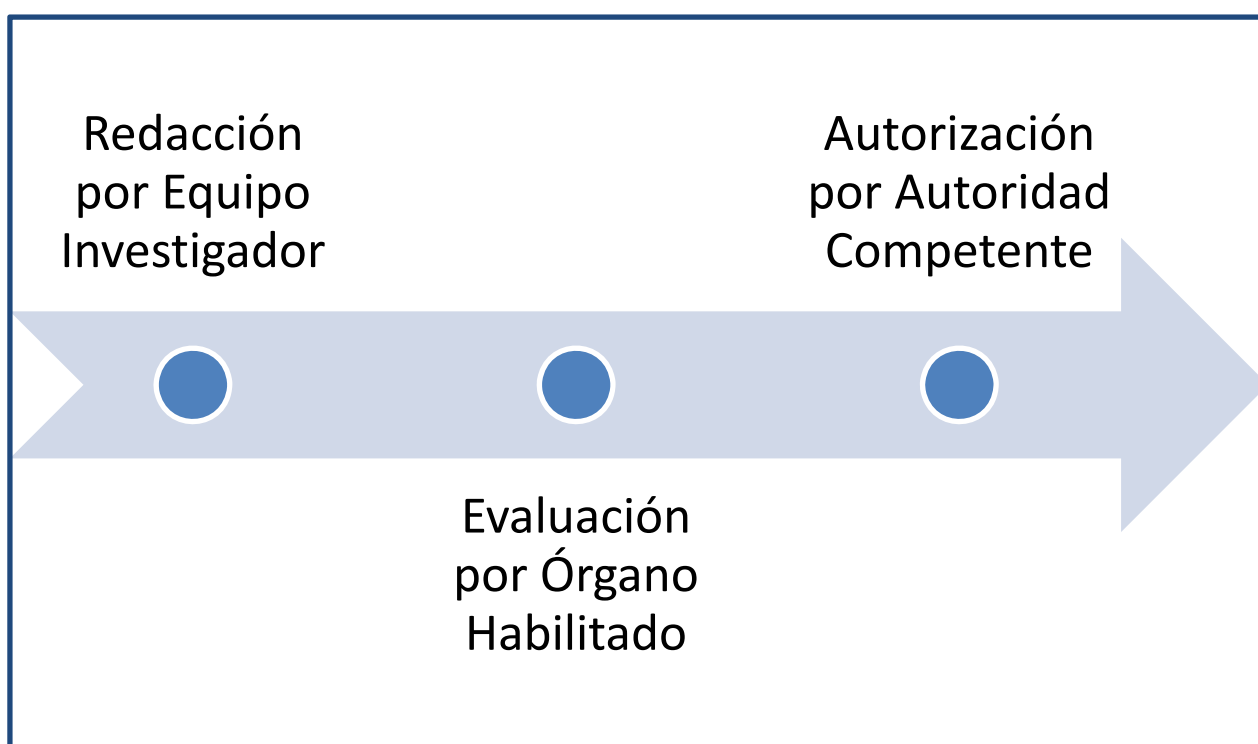 Redacción
por Equipo
Investigador
Evaluación
por Órgano
Habilitado
Autorización
por Autoridad
Competente